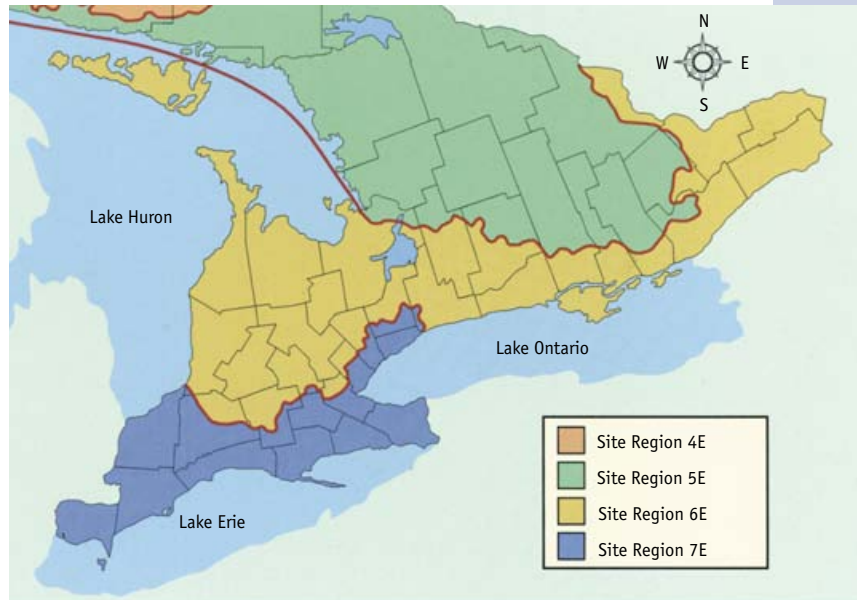 N
W E
S
Lake Huron
Lake Ontario
Lake Erie
Site Region 4E
Site Region 5E
Site Region 6E
Site Region 7E